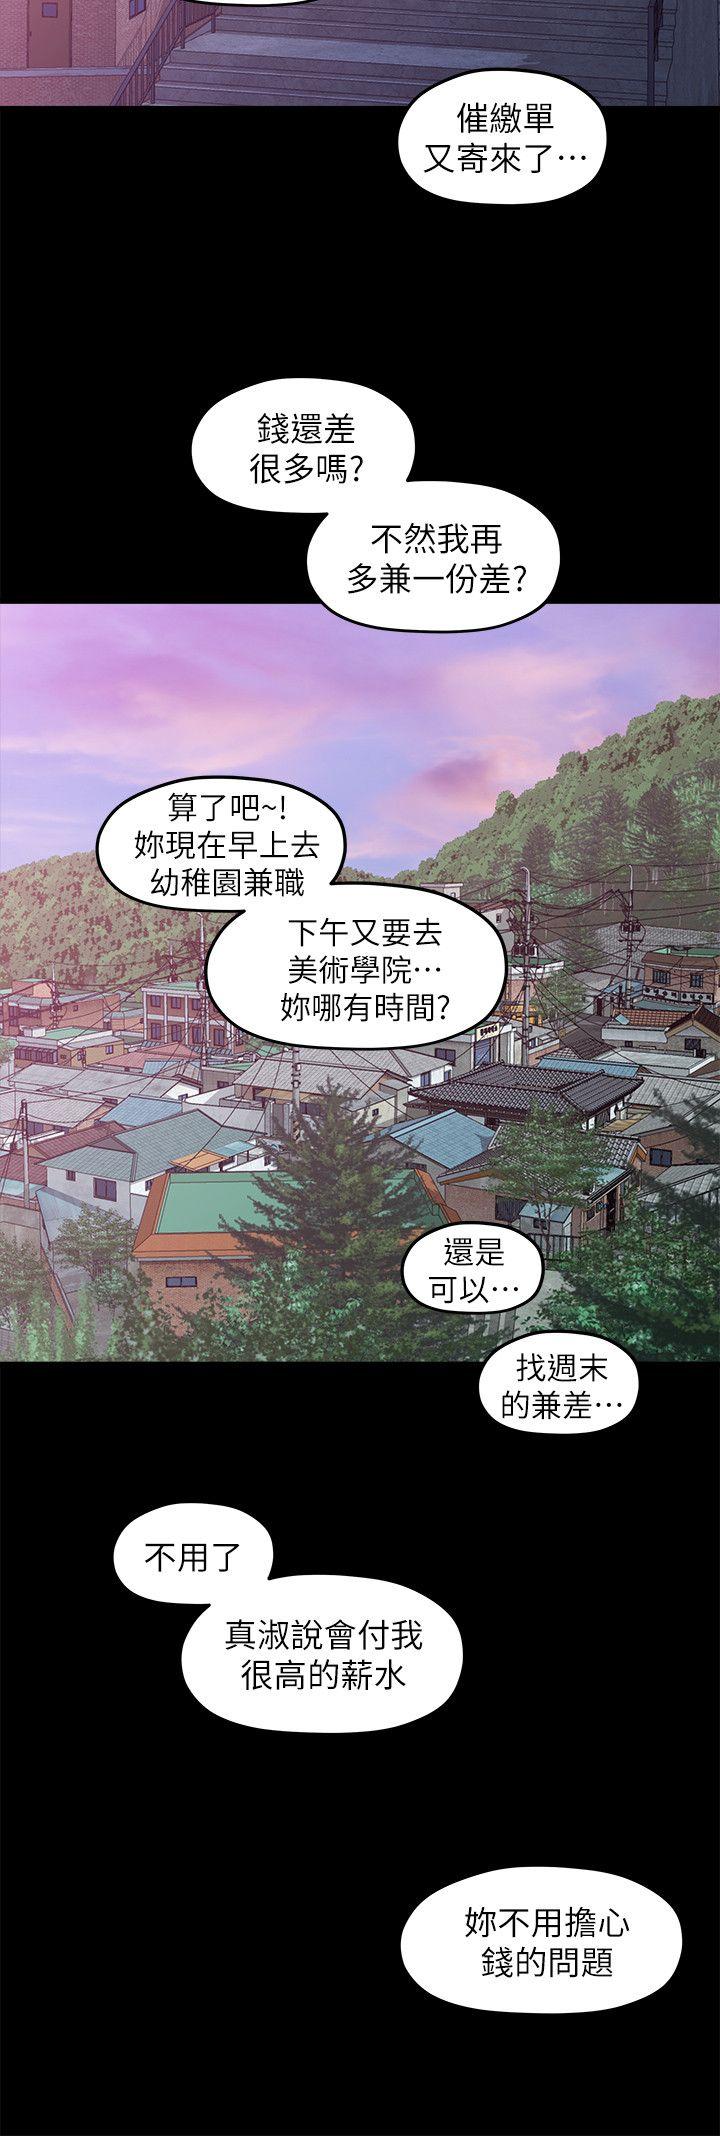 催繳單
又寄來了…
錢還差
很多嗎?
不然我再
多兼一份差?
算了吧~!
妳現在早上去
幼稚園兼職
下午又要去
美術學院…
妳哪有時間?
還是
可以…
找週末
的兼差…
不用了
真淑說會付我
很高的薪水
妳不用擔心
錢的問題